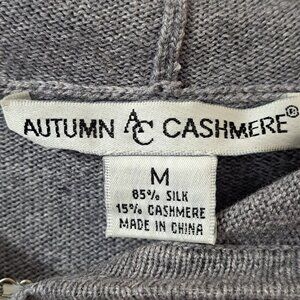 AUTUMN AC CASHMERE®
M
85% SILK
15% CASHMERE
MADE IN CHINA